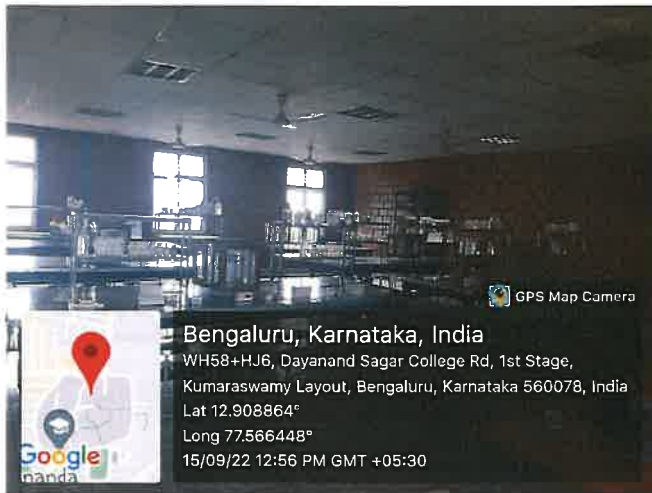 GPS Map Camera
Bengaluru, Karnataka, India
WH58+HJ6, Dayanand Sagar College Rd, 1st Stage,
Kumaraswamy Layout, Bengaluru, Karnataka 560078, India
Lat 12.908864°
Long 77.566448°
15/09/22 12:56 PM GMT +05:30
Google
nanda